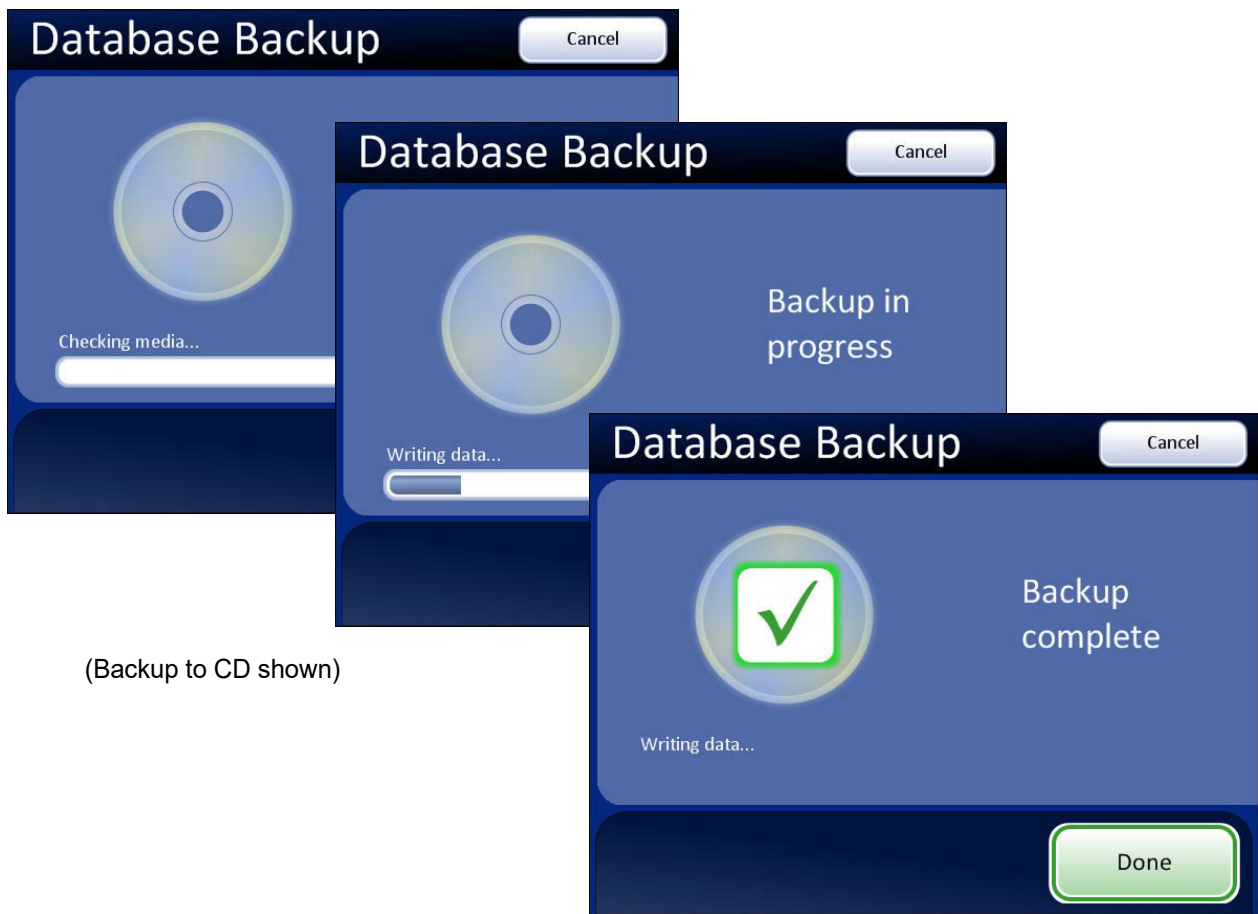 Database Backup
Cancel
Checking media...
Database Backup
Cancel
Backup in
progress
Writing data...
Database Backup
Cancel
Backup
complete
Writing data...
Done
(Backup to CD shown)